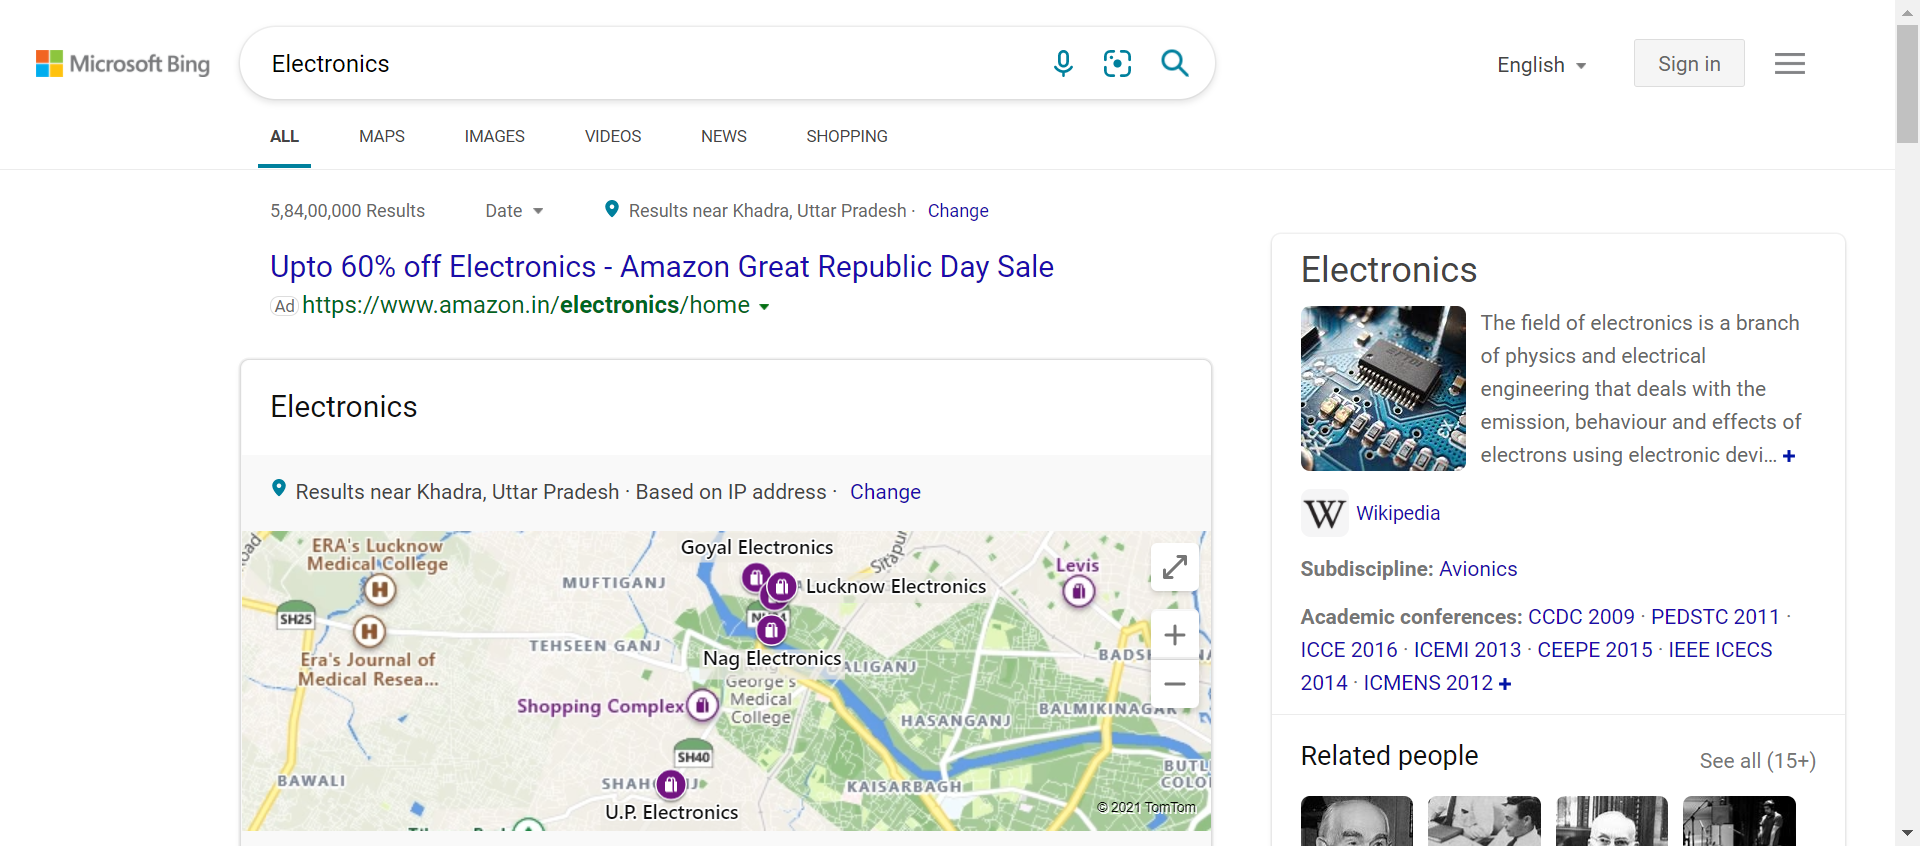 Microsoft Bing
Electronics
English
Sign in
ALL
MAPS
IMAGES
VIDEOS
NEWS
SHOPPING
5,84,00,000 Results
Date
Results near Khadra, Uttar Pradesh · Change
Upto 60% off Electronics - Amazon Great Republic Day Sale
Ad https://www.amazon.in/electronics/home
Electronics
Results near Khadra, Uttar Pradesh · Based on IP address · Change
ERA's Lucknow
Medical College
SH25
Era's Journal of
Medical Resea...
MUFTIGANJ
TEHSEEN GANJ
Goyal Electronics
Lucknow Electronics
Sitapur
Levis
Nag Electronics
ALIGANJ
George's
Medical
College
Shopping Complex
HASANGANJ
BALMIKINAGAR
SH40
BAWALI
KAISARBAGH
U.P. Electronics
© 2021 TomTom
Electronics
The field of electronics is a branch
of physics and electrical
engineering that deals with the
emission, behaviour and effects of
electrons using electronic devi... +
W Wikipedia
Subdiscipline: Avionics
Academic conferences: CCDC 2009 · PEDSTC 2011 ·
ICCE 2016 · ICEMI 2013 · CEEPE 2015 · IEEE ICECS
2014 · ICMENS 2012 +
Related people
See all (15+)